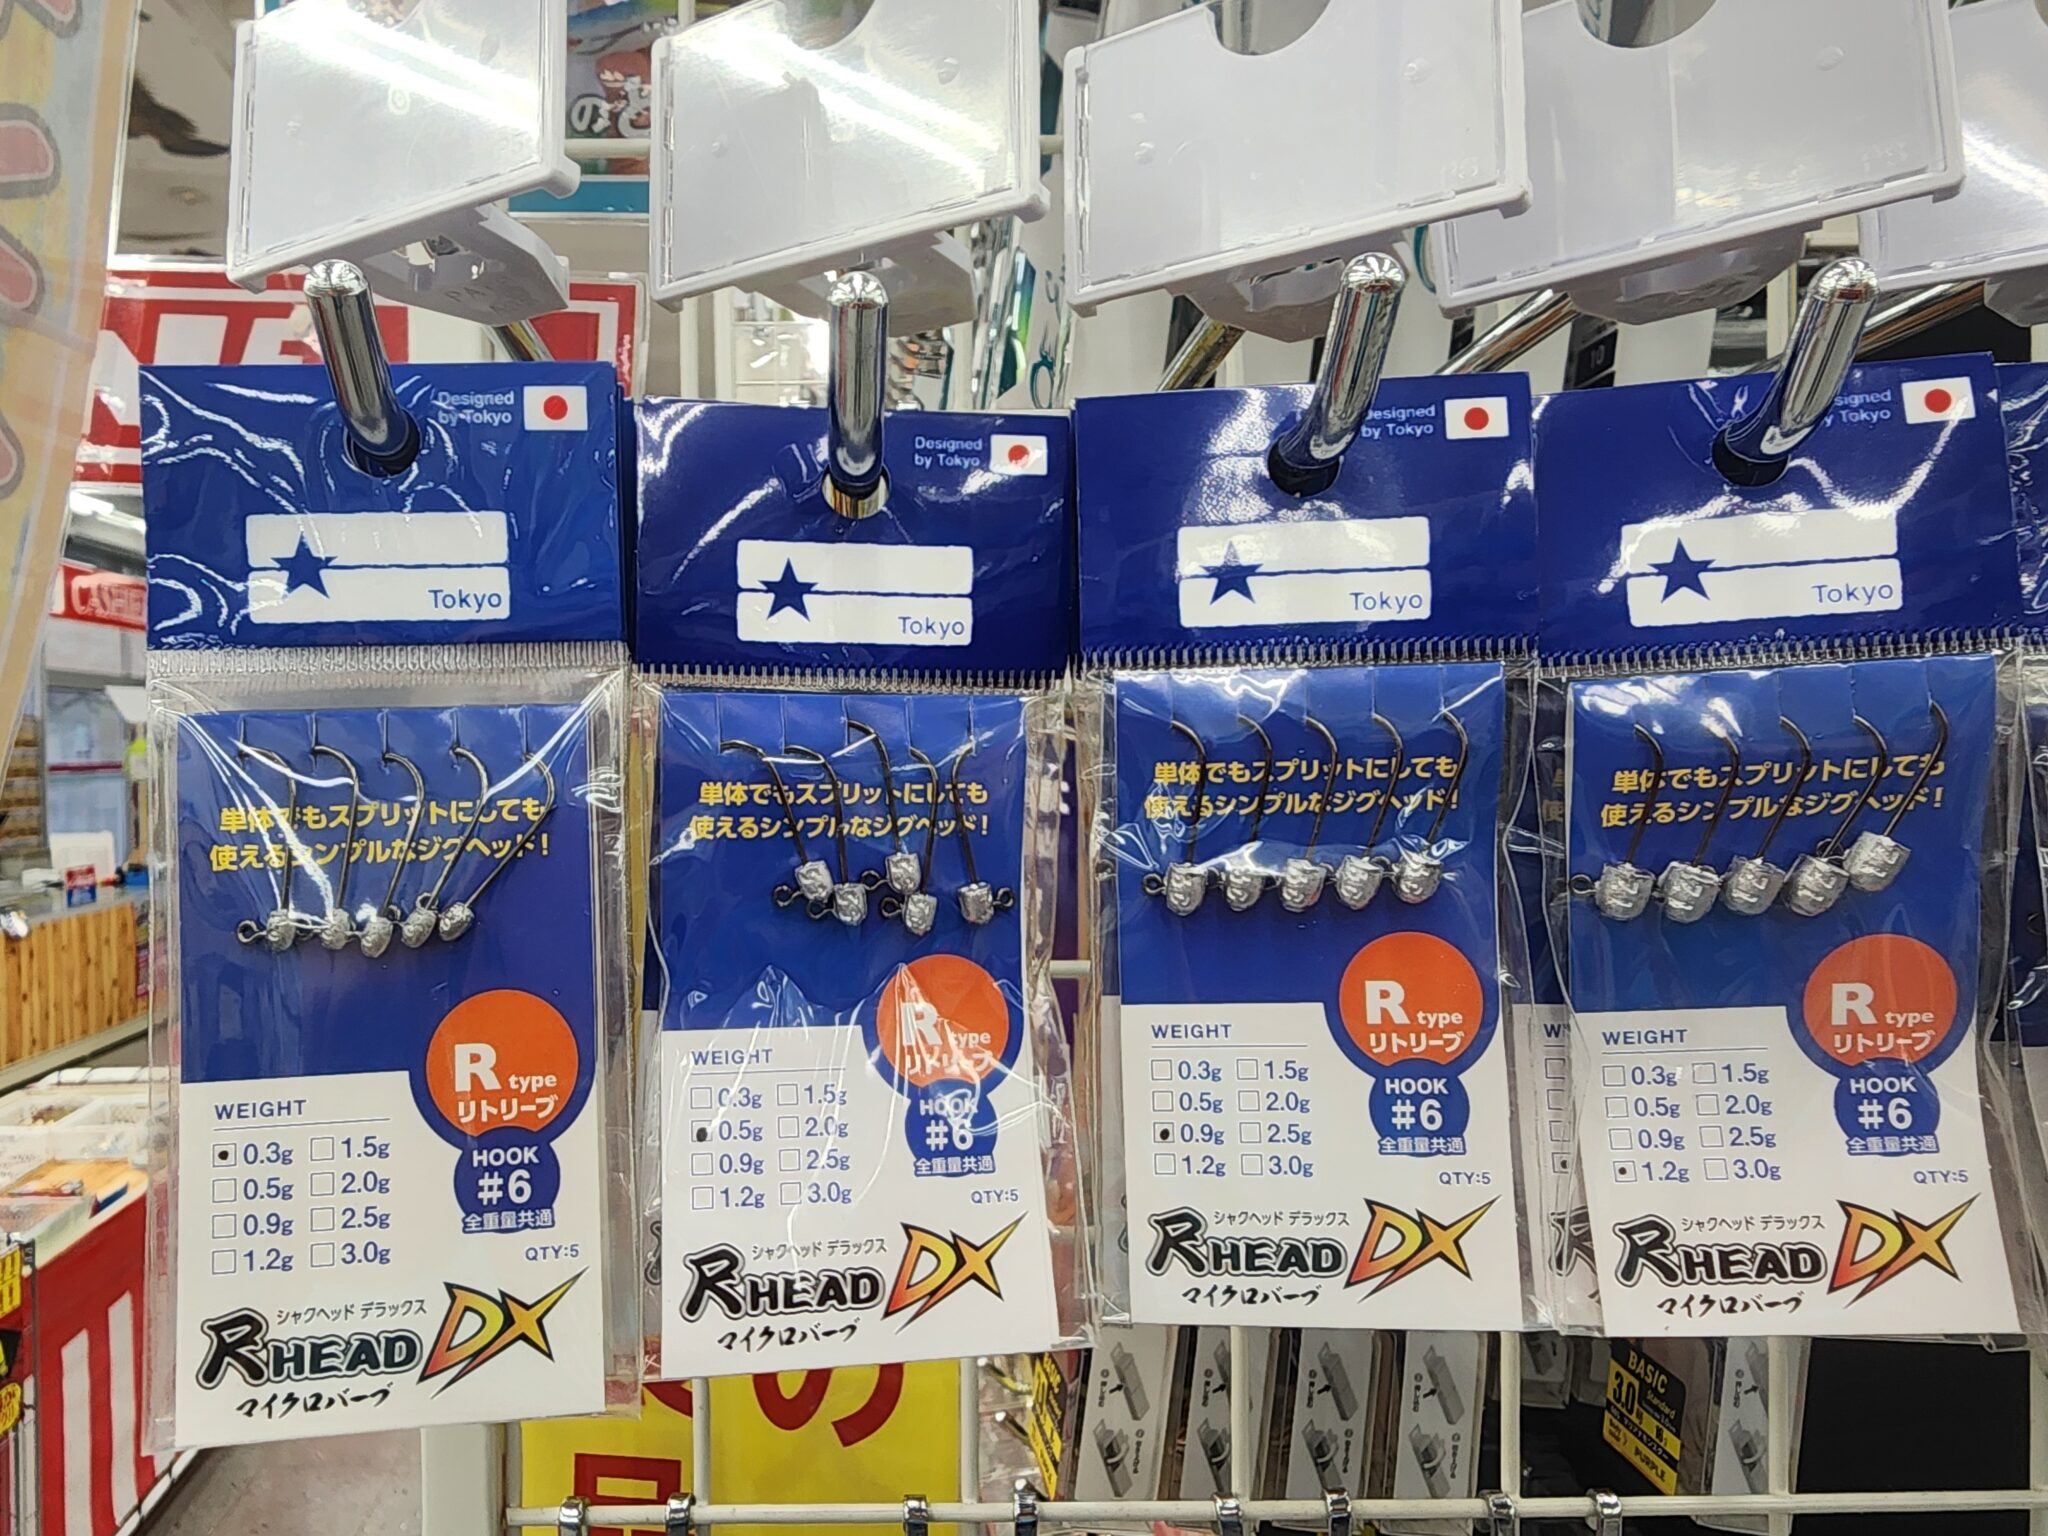 Designed
by Tokyo
Tokyo
単体でもスプリットにしても
使えるシンプルなジグヘッド！
R type
リトリーブ
HOOK
#6
全重量共通
WEIGHT
0.3g 1.5g
0.5g 2.0g
0.9g 2.5g
1.2g 3.0g
QTY:5
シャクヘッド デラックス
R HEAD DX
マイクロバーブ
Designed
by Tokyo
Tokyo
単体でもスプリットにしても
使えるシンプルなジグヘッド！
R type
リトリーブ
HOOK
#6
全重量共通
WEIGHT
0.3g 1.5g
0.5g 2.0g
0.9g 2.5g
1.2g 3.0g
QTY:5
シャクヘッド デラックス
R HEAD DX
マイクロバーブ
Designed
by Tokyo
Tokyo
単体でもスプリットにしても
使えるシンプルなジグヘッド！
R type
リトリーブ
HOOK
#6
全重量共通
WEIGHT
0.3g 1.5g
0.5g 2.0g
0.9g 2.5g
1.2g 3.0g
QTY:5
シャクヘッド デラックス
R HEAD DX
マイクロバーブ
signed
by Tokyo
Tokyo
単体でもスプリットにしても
使えるシンプルなジグヘッド！
R type
リトリーブ
HOOK
#6
全重量共通
WEIGHT
0.3g 1.5g
0.5g 2.0g
0.9g 2.5g
1.2g 3.0g
QTY:5
シャクヘッド デラックス
R HEAD DX
マイクロバーブ
の
BASIC
3.0
PURPLE